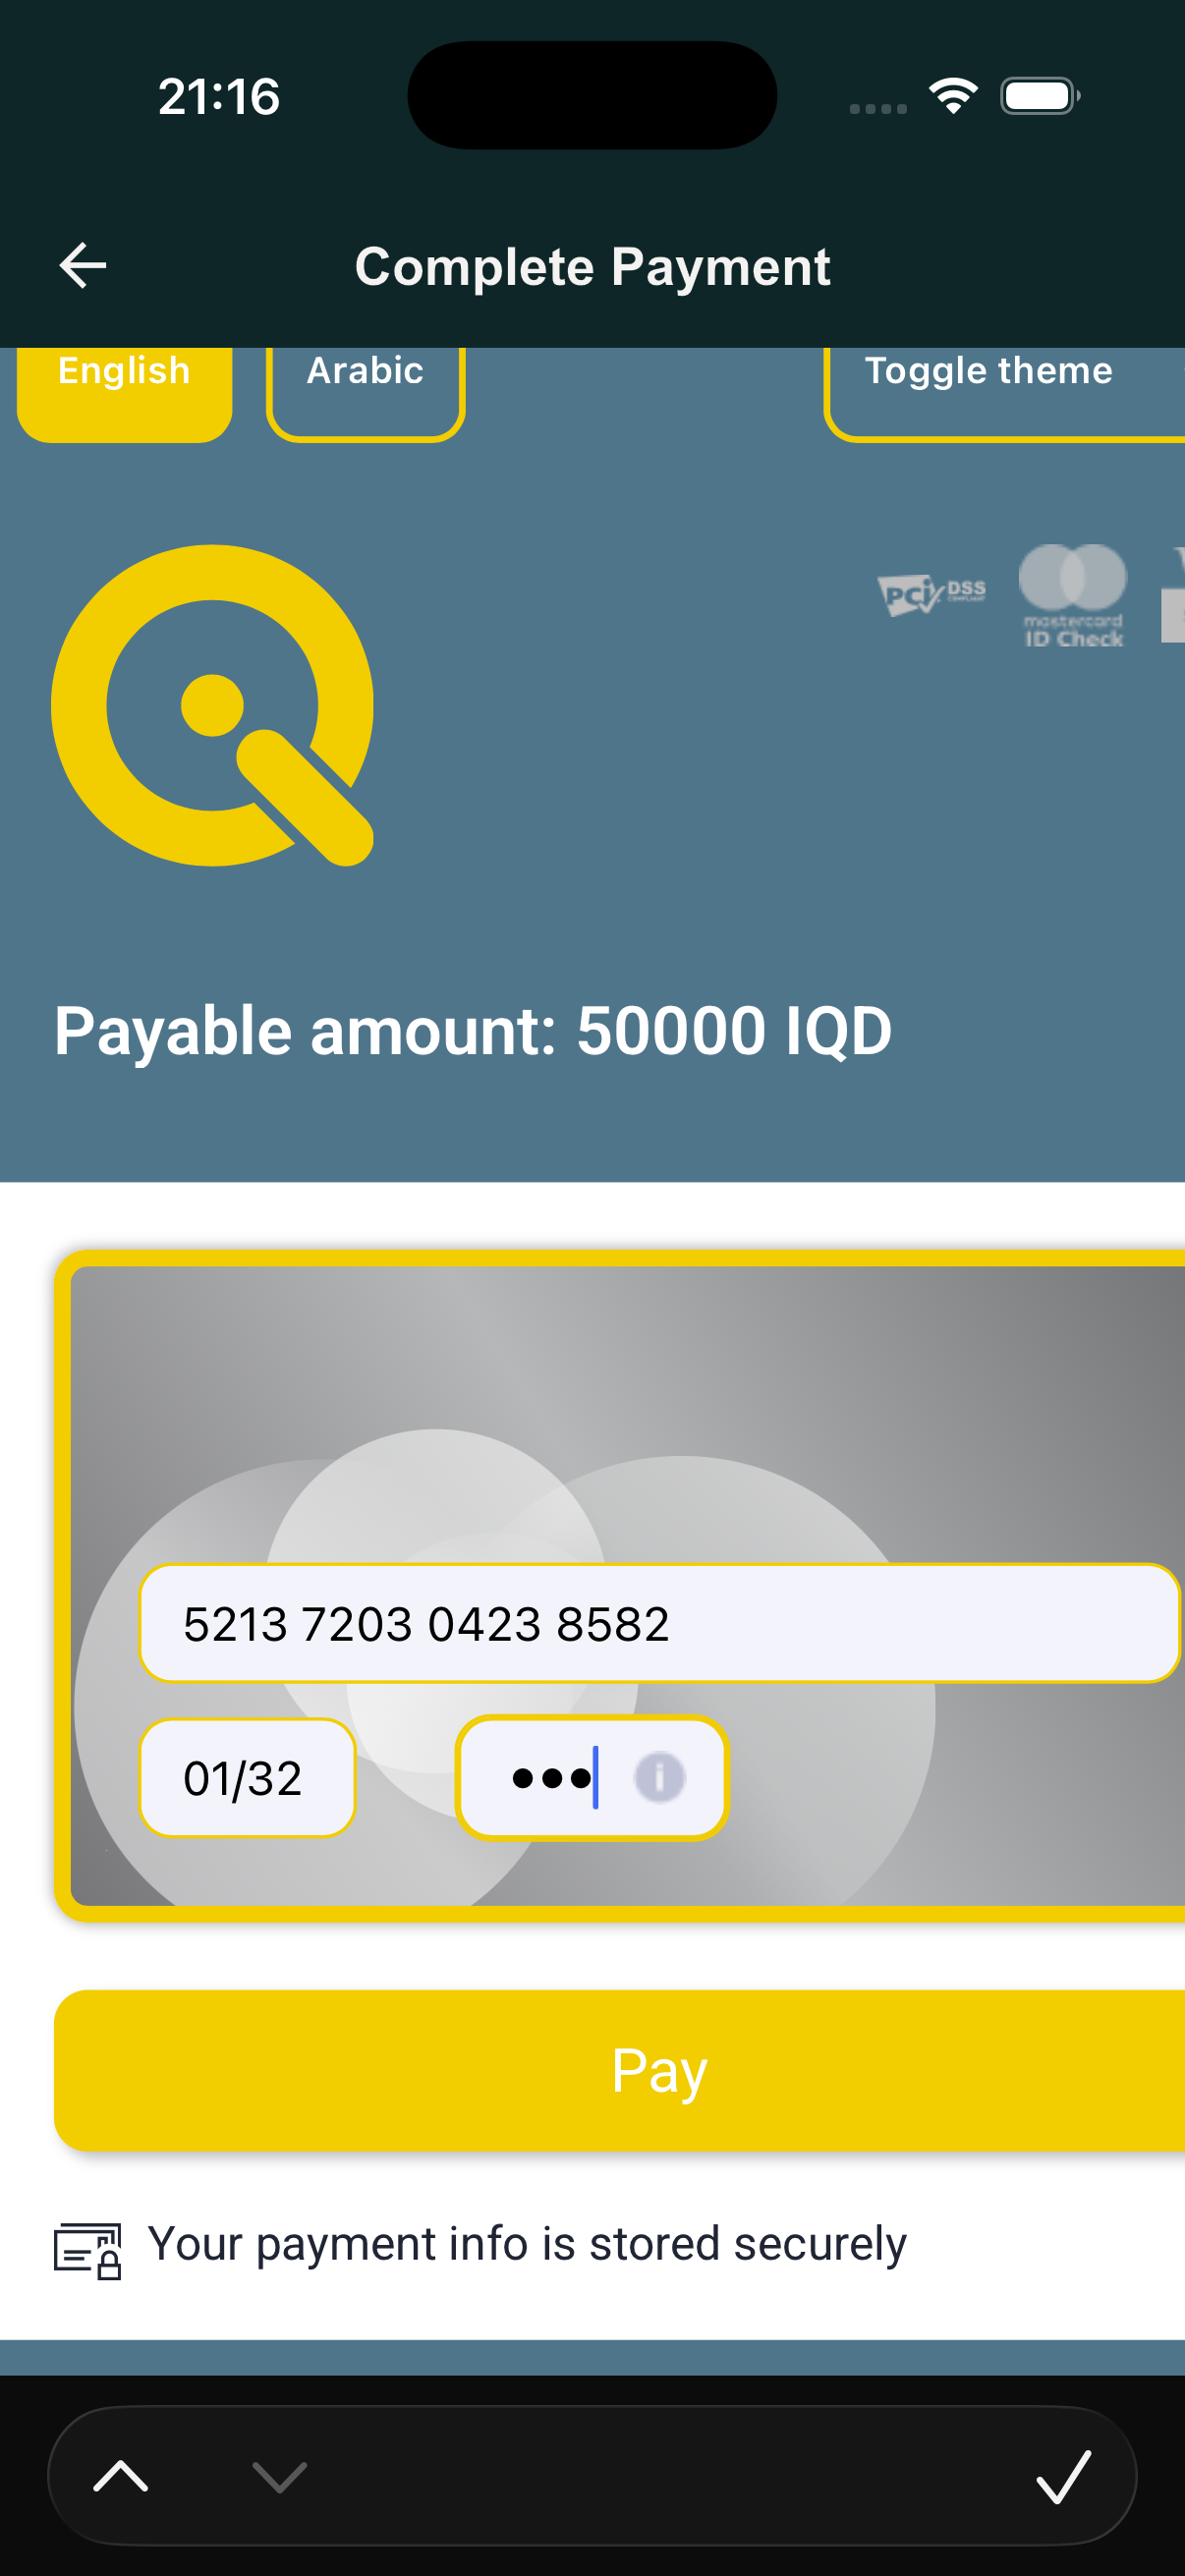 21:16
Complete Payment
English
Arabic
Toggle theme
PCI DSS
COMPLIANT
mastercard
ID Check
Payable amount: 50000 IQD
5213 7203 0423 8582
01/32
•••
Pay
Your payment info is stored securely